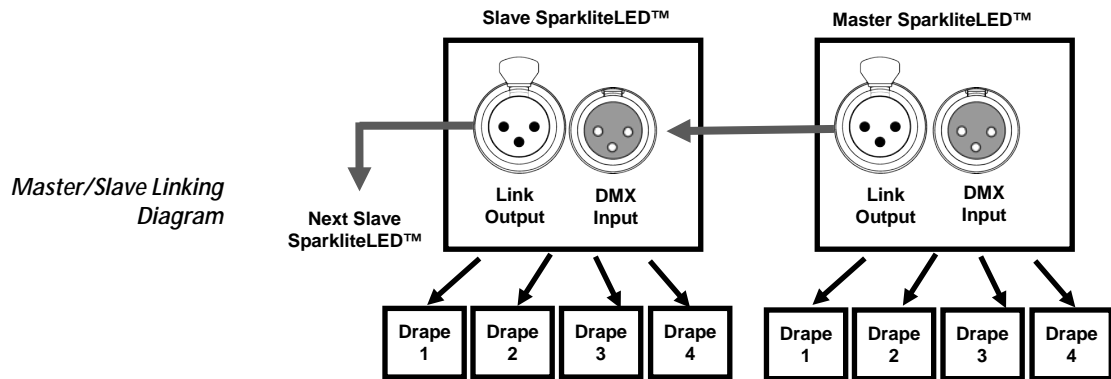 Slave SparkliteLED™
Master SparkliteLED™
Master/Slave Linking
Diagram
Link
Output
DMX
Input
Link
Output
DMX
Input
Next Slave
SparkliteLED™
Drape
1
Drape
2
Drape
3
Drape
4
Drape
1
Drape
2
Drape
3
Drape
4